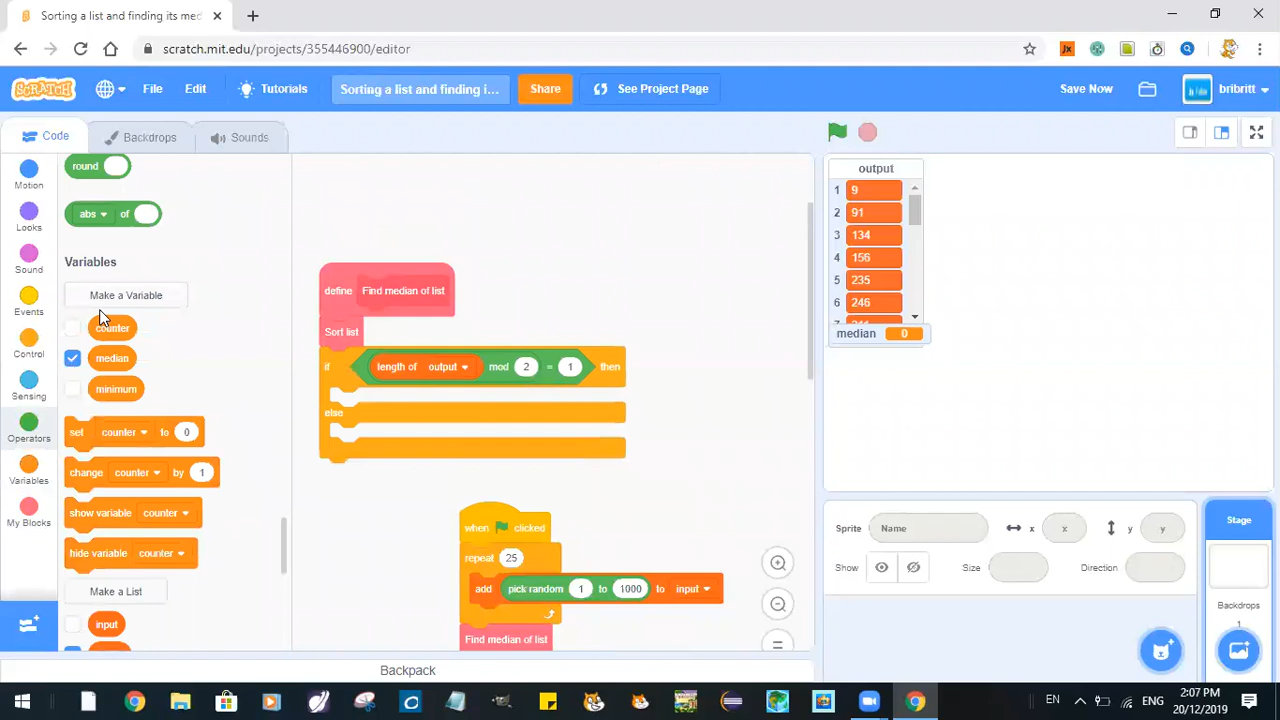 Sorting a list and finding its med
scratch.mit.edu/projects/355446900/editor
Jx
SCRATCH
File
Edit
Tutorials
Sorting a list and finding i...
Share
See Project Page
Save Now
bribritt
Code
Backdrops
Sounds
Motion
Looks
Sound
Events
Control
Sensing
Operators
Variables
My Blocks
round
abs of
Variables
Make a Variable
counter
median
minimum
set counter to 0
change counter by 1
show variable counter
hide variable counter
Make a List
input
define Find median of list
Sort list
if length of output mod 2 = 1 then
else
when clicked
repeat 25
add pick random 1 to 1000 to input
Find median of list
output
1 9
2 91
3 134
4 156
5 235
6 246
median 0
Sprite Name x x y y
Show Size Direction
Stage
Backdrops
1
Backpack
EN
ENG
2:07 PM
20/12/2019